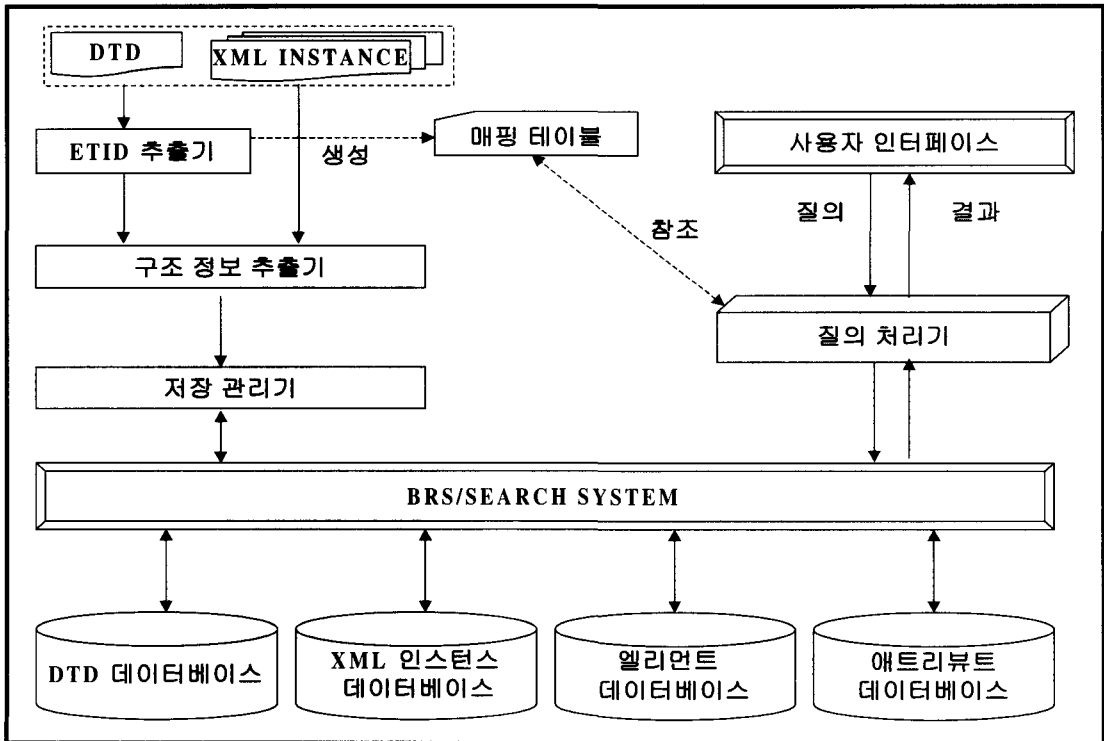 DTD
XML INSTANCE
ETID 추출기
생성
매핑 테이블
사용자 인터페이스
질의
결과
참조
구조 정보 추출기
질의 처리기
저장 관리기
BRS/SEARCH SYSTEM
DTD 데이터베이스
XML 인스턴스
데이터베이스
엘리먼트
데이터베이스
애트리뷰트
데이터베이스